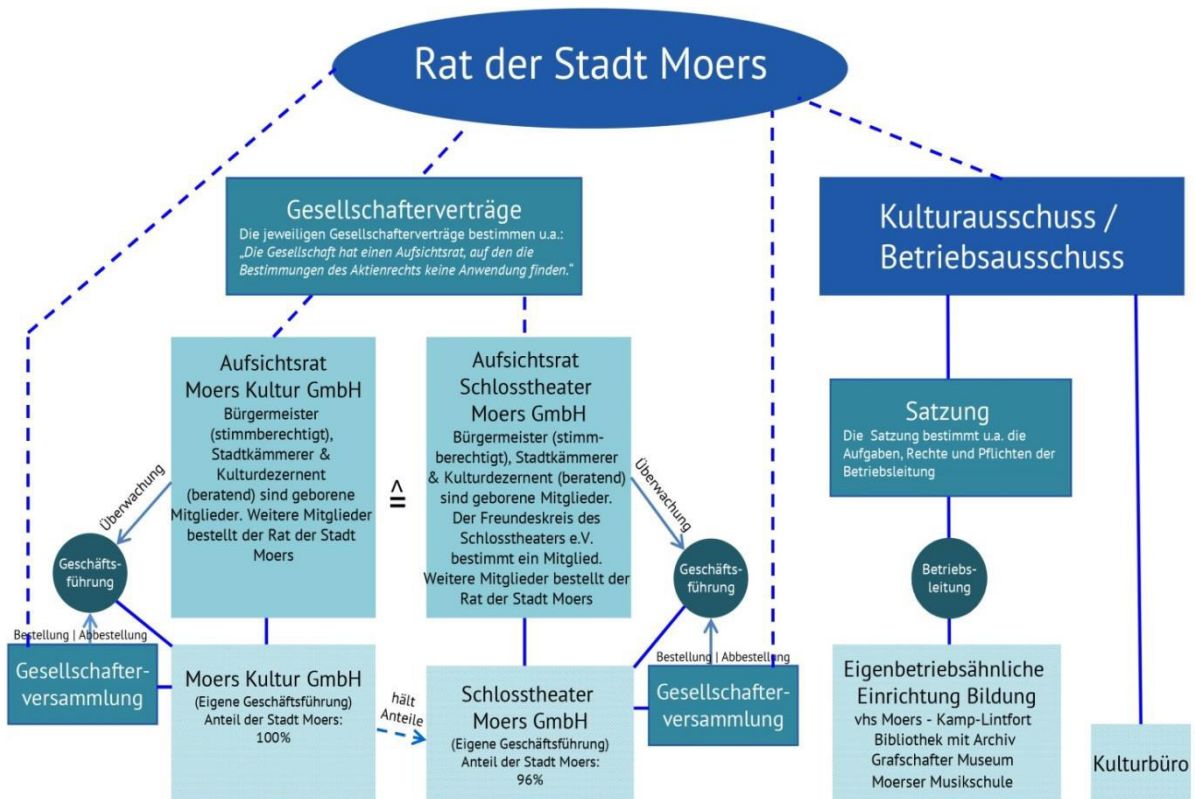 Rat der Stadt Moers
Gesellschafterverträge
Die jeweiligen Gesellschafterverträge bestimmen u.a.:
„Die Gesellschaft hat einen Aufsichtsrat, auf den die
Bestimmungen des Aktienrechts keine Anwendung finden."
Kulturausschuss /
Betriebsausschuss
Aufsichtsrat
Moers Kultur GmbH
Bürgermeister
(stimmberechtigt),
Stadtkämmerer &
Kulturdezernent
(beratend) sind geborene
Mitglieder. Weitere Mitglieder
bestellt der Rat der Stadt
Moers
≙
Aufsichtsrat
Schlosstheater
Moers GmbH
Bürgermeister (stimm-
berechtigt), Stadtkämmerer
& Kulturdezernent (beratend)
sind geborene Mitglieder.
Der Freundeskreis des
Schlosstheaters e.V.
bestimmt ein Mitglied.
Weitere Mitglieder bestellt der
Rat der Stadt Moers
Satzung
Die Satzung bestimmt u.a. die
Aufgaben, Rechte und Pflichten der
Betriebsleitung
Überwachung
Überwachung
Geschäfts-
führung
Geschäfts-
führung
Betriebs-
leitung
Bestellung | Abbestellung
Gesellschafter-
versammlung
Moers Kultur GmbH
(Eigene Geschäftsführung)
Anteil der Stadt Moers:
100%
hält
Anteile
Schlosstheater
Moers GmbH
(Eigene Geschäftsführung)
Anteil der Stadt Moers:
96%
Bestellung | Abbestellung
Gesellschafter-
versammlung
Eigenbetriebsähnliche
Einrichtung Bildung
vhs Moers - Kamp-Lintfort
Bibliothek mit Archiv
Grafschafter Museum
Moerser Musikschule
Kulturbüro